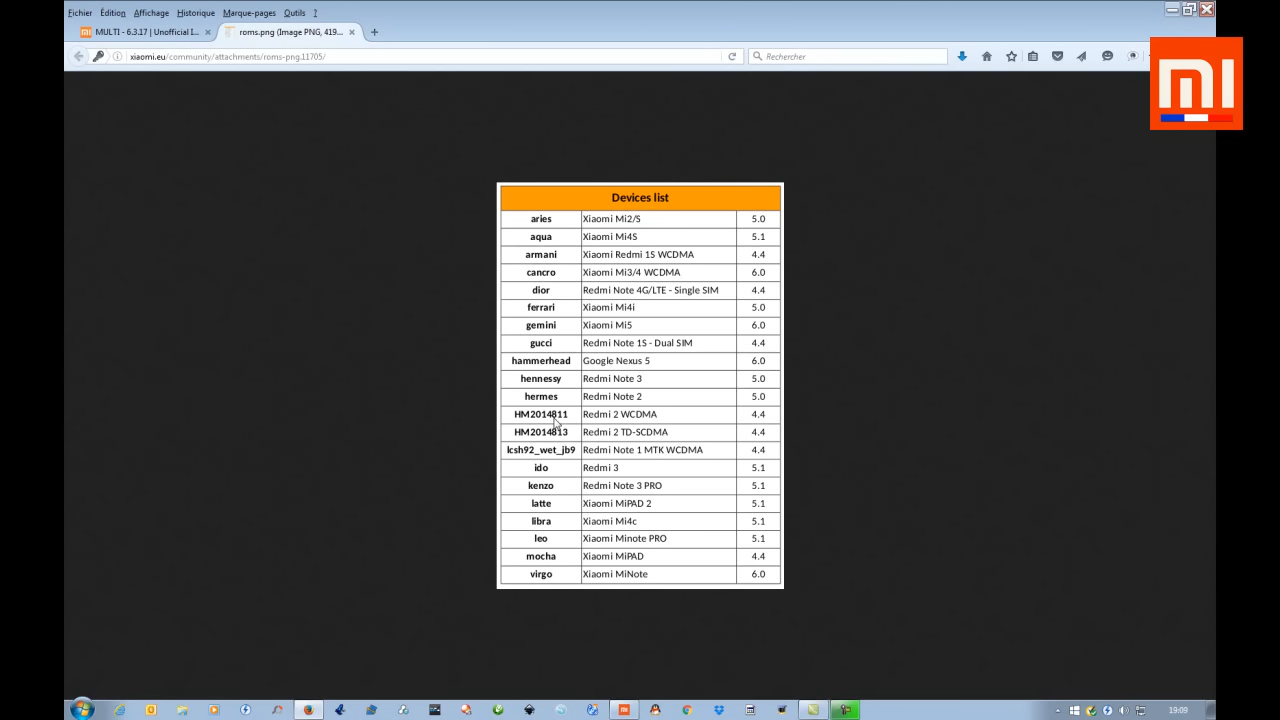 Fichier Édition Affichage Historique Marque-pages Outils ?
MULTI - 6.3.17 | Unofficial I... roms.png (Image PNG, 419...
xiaomi.eu/community/attachments/roms-png.11705/ Rechercher
Devices list
aries Xiaomi Mi2/S 5.0
aqua Xiaomi Mi4S 5.1
armani Xiaomi Redmi 1S WCDMA 4.4
cancro Xiaomi Mi3/4 WCDMA 6.0
dior Redmi Note 4G/LTE - Single SIM 4.4
ferrari Xiaomi Mi4i 5.0
gemini Xiaomi Mi5 6.0
gucci Redmi Note 1S - Dual SIM 4.4
hammerhead Google Nexus 5 6.0
hennessy Redmi Note 3 5.0
hermes Redmi Note 2 5.0
HM2014811 Redmi 2 WCDMA 4.4
HM2014813 Redmi 2 TD-SCDMA 4.4
lcsh92_wet_jb9 Redmi Note 1 MTK WCDMA 4.4
ido Redmi 3 5.1
kenzo Redmi Note 3 PRO 5.1
latte Xiaomi MiPAD 2 5.1
libra Xiaomi Mi4c 5.1
leo Xiaomi Minote PRO 5.1
mocha Xiaomi MiPAD 4.4
virgo Xiaomi MiNote 6.0
19:09